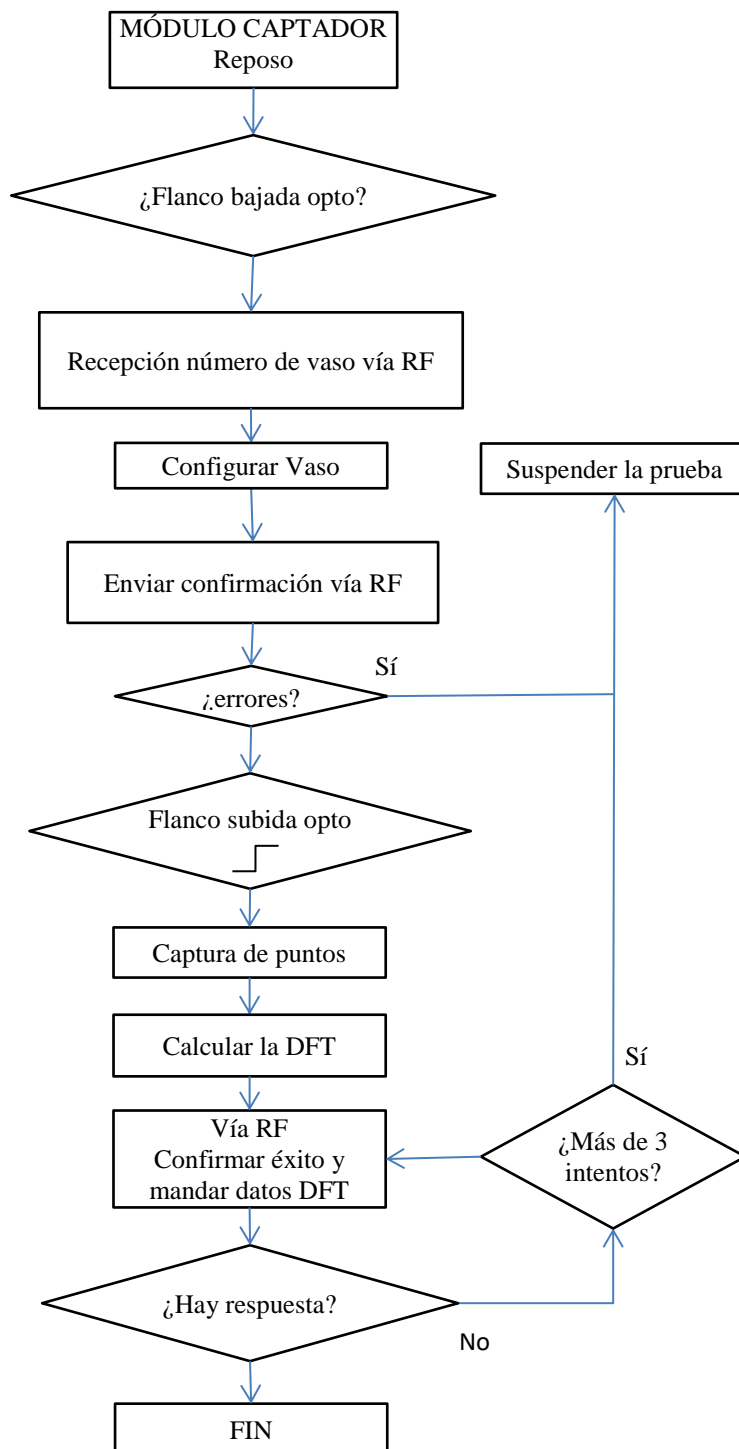 MÓDULO CAPTADOR
Reposo
¿Flanco bajada opto?
Recepción número de vaso vía RF
Configurar Vaso
Suspender la prueba
Enviar confirmación vía RF
Sí
¿errores?
Flanco subida opto
Captura de puntos
Calcular la DFT
Sí
Vía RF
Confirmar éxito y
mandar datos DFT
¿Más de 3
intentos?
¿Hay respuesta?
No
FIN